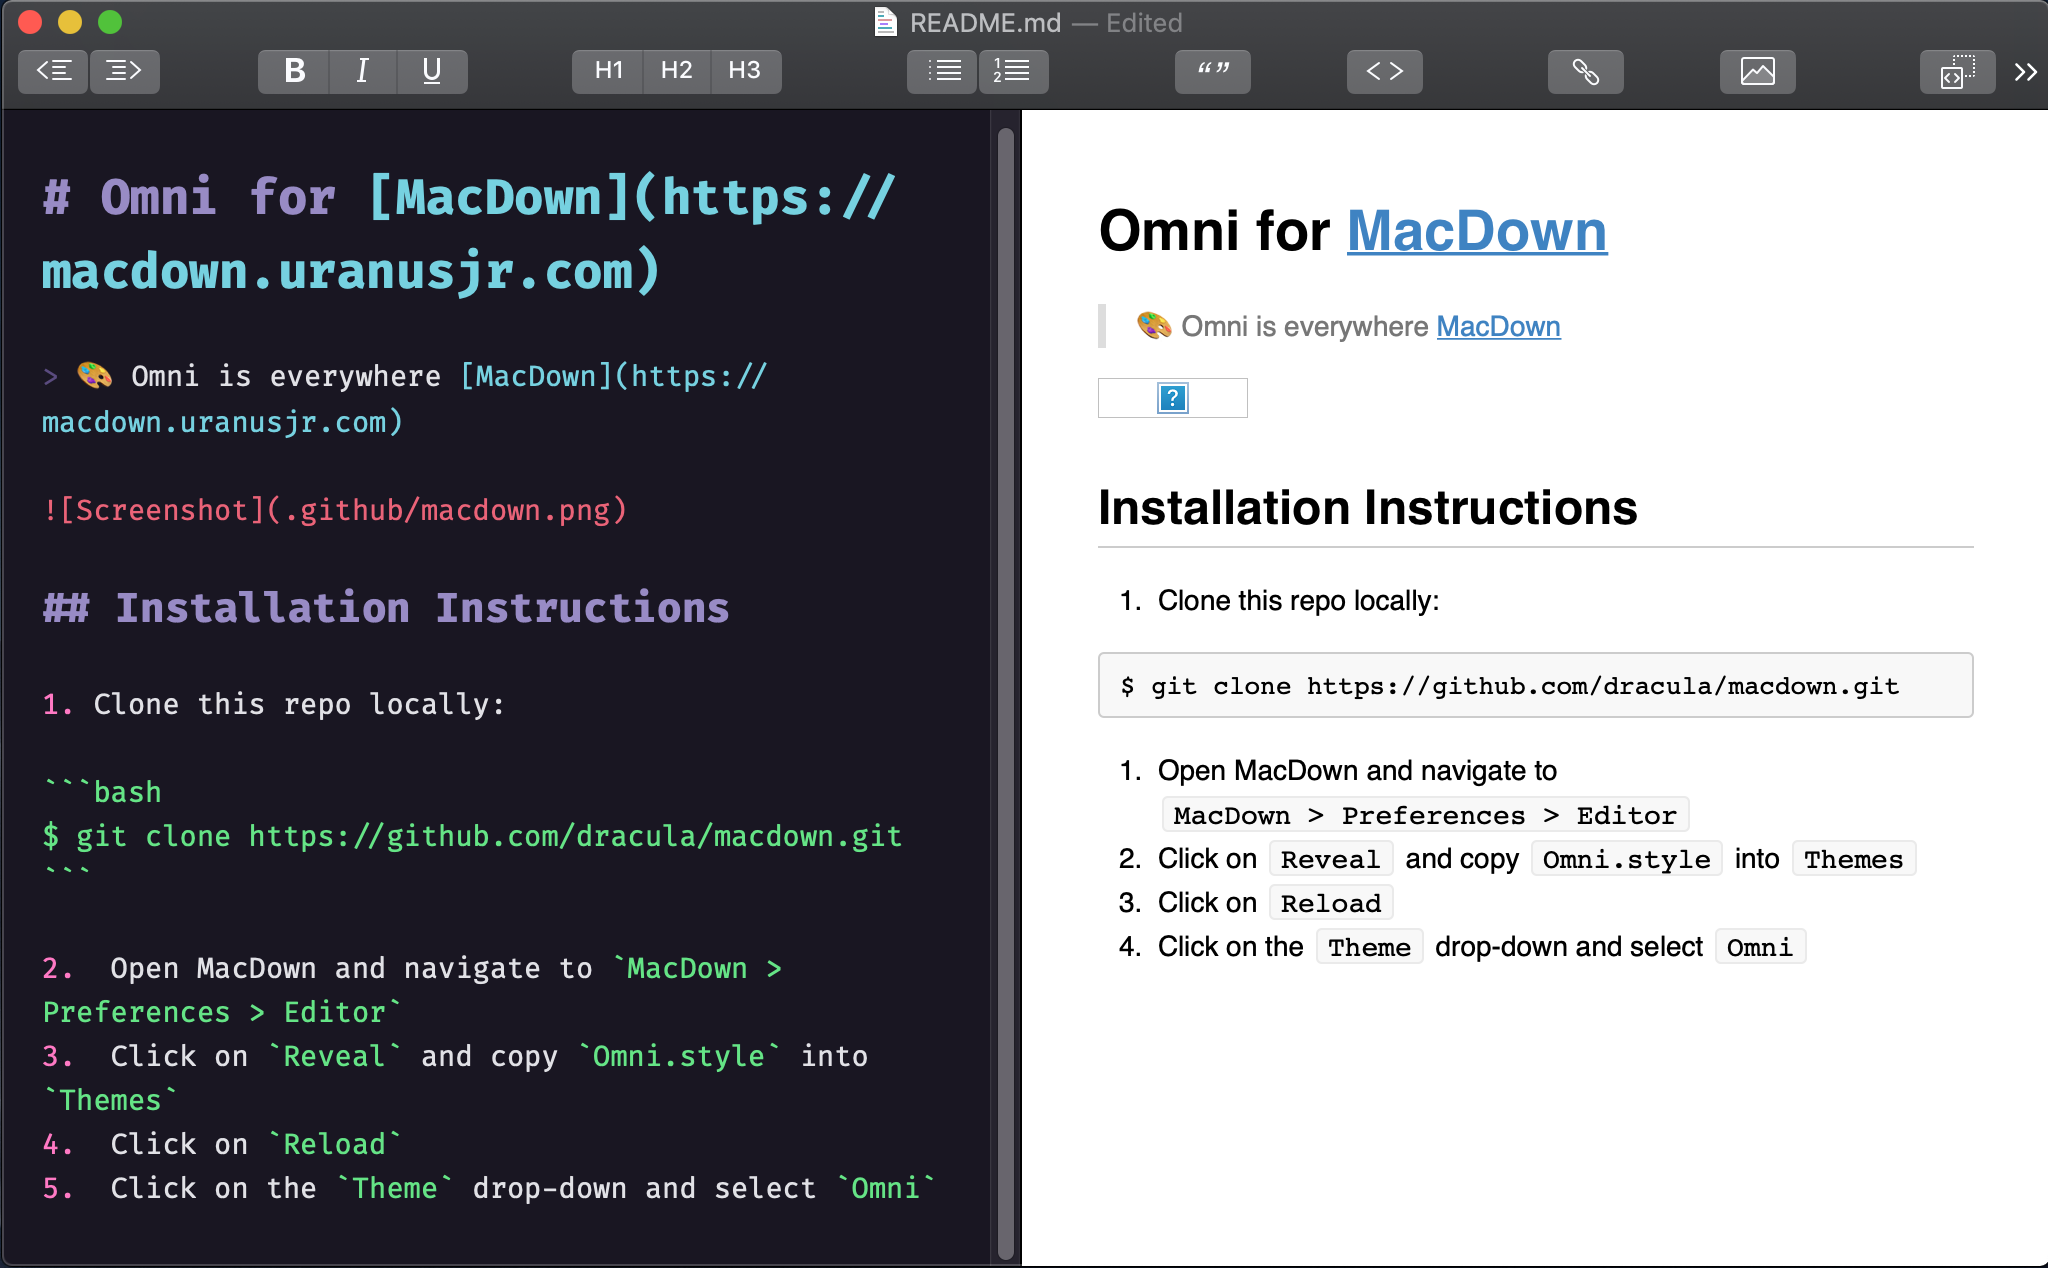 README.md — Edited
B I U H1 H2 H3 “ ” < >
# Omni for [MacDown](https://
macdown.uranusjr.com)
> 🎨 Omni is everywhere [MacDown](https://
macdown.uranusjr.com)
![Screenshot](.github/macdown.png)
## Installation Instructions
1. Clone this repo locally:
```bash
$ git clone https://github.com/dracula/macdown.git
```
2. Open MacDown and navigate to `MacDown >
Preferences > Editor`
3. Click on `Reveal` and copy `Omni.style` into
`Themes`
4. Click on `Reload`
5. Click on the `Theme` drop-down and select `Omni`
Omni for MacDown
🎨 Omni is everywhere MacDown
?
Installation Instructions
1. Clone this repo locally:
$ git clone https://github.com/dracula/macdown.git
1. Open MacDown and navigate to
MacDown > Preferences > Editor
2. Click on Reveal and copy Omni.style into Themes
3. Click on Reload
4. Click on the Theme drop-down and select Omni